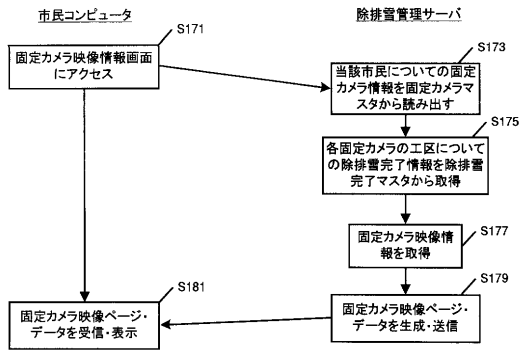 市民コンピュータ
除排雪管理サーバ
S171
固定カメラ映像情報画面
にアクセス
S173
当該市民についての固定
カメラ情報を固定カメラマ
スタから読み出す
S175
各固定カメラの工区につい
ての除排雪完了情報を除排雪
完了マスタから取得
S177
固定カメラ映像情
報を取得
S179
固定カメラ映像ページ・
データを生成・送信
S181
固定カメラ映像ページ・
データを受信・表示